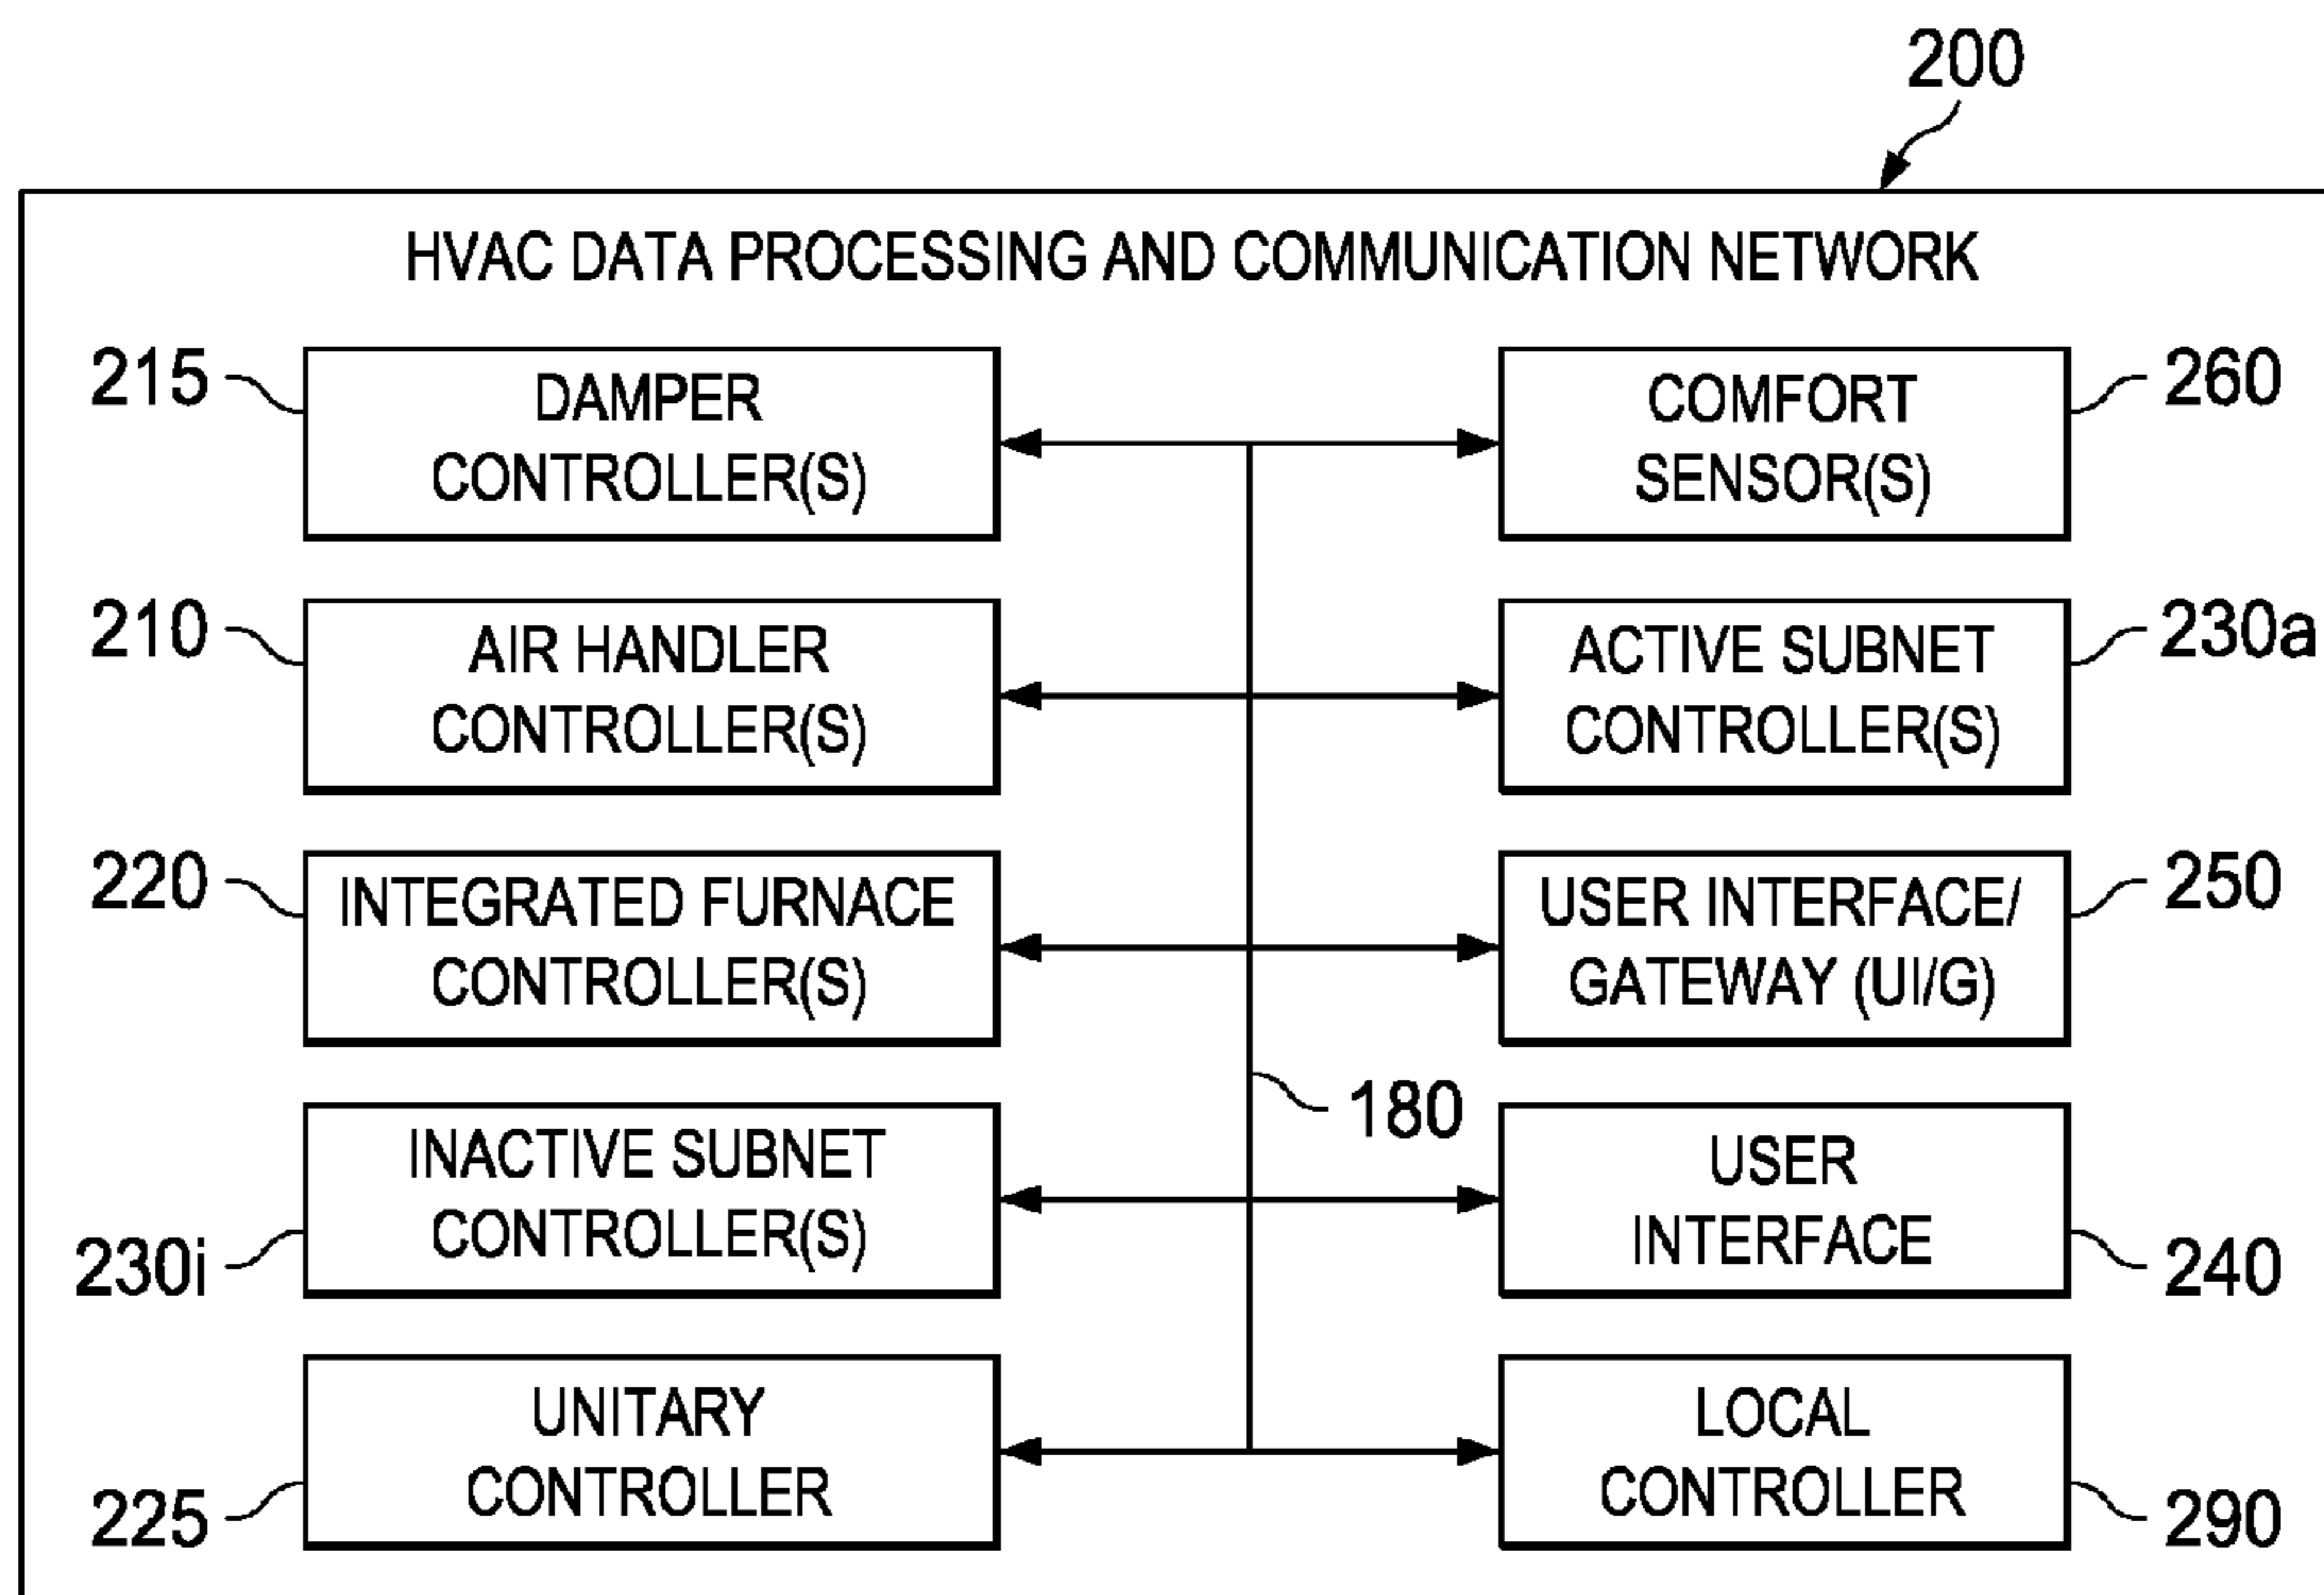 200
HVAC DATA PROCESSING AND COMMUNICATION NETWORK
215
DAMPER
CONTROLLER(S)
COMFORT
SENSOR(S)
260
210
AIR HANDLER
CONTROLLER(S)
ACTIVE SUBNET
CONTROLLER(S)
230a
220
INTEGRATED FURNACE
CONTROLLER(S)
USER INTERFACE/
GATEWAY (UI/G)
250
180
230i
INACTIVE SUBNET
CONTROLLER(S)
USER
INTERFACE
240
225
UNITARY
CONTROLLER
LOCAL
CONTROLLER
290